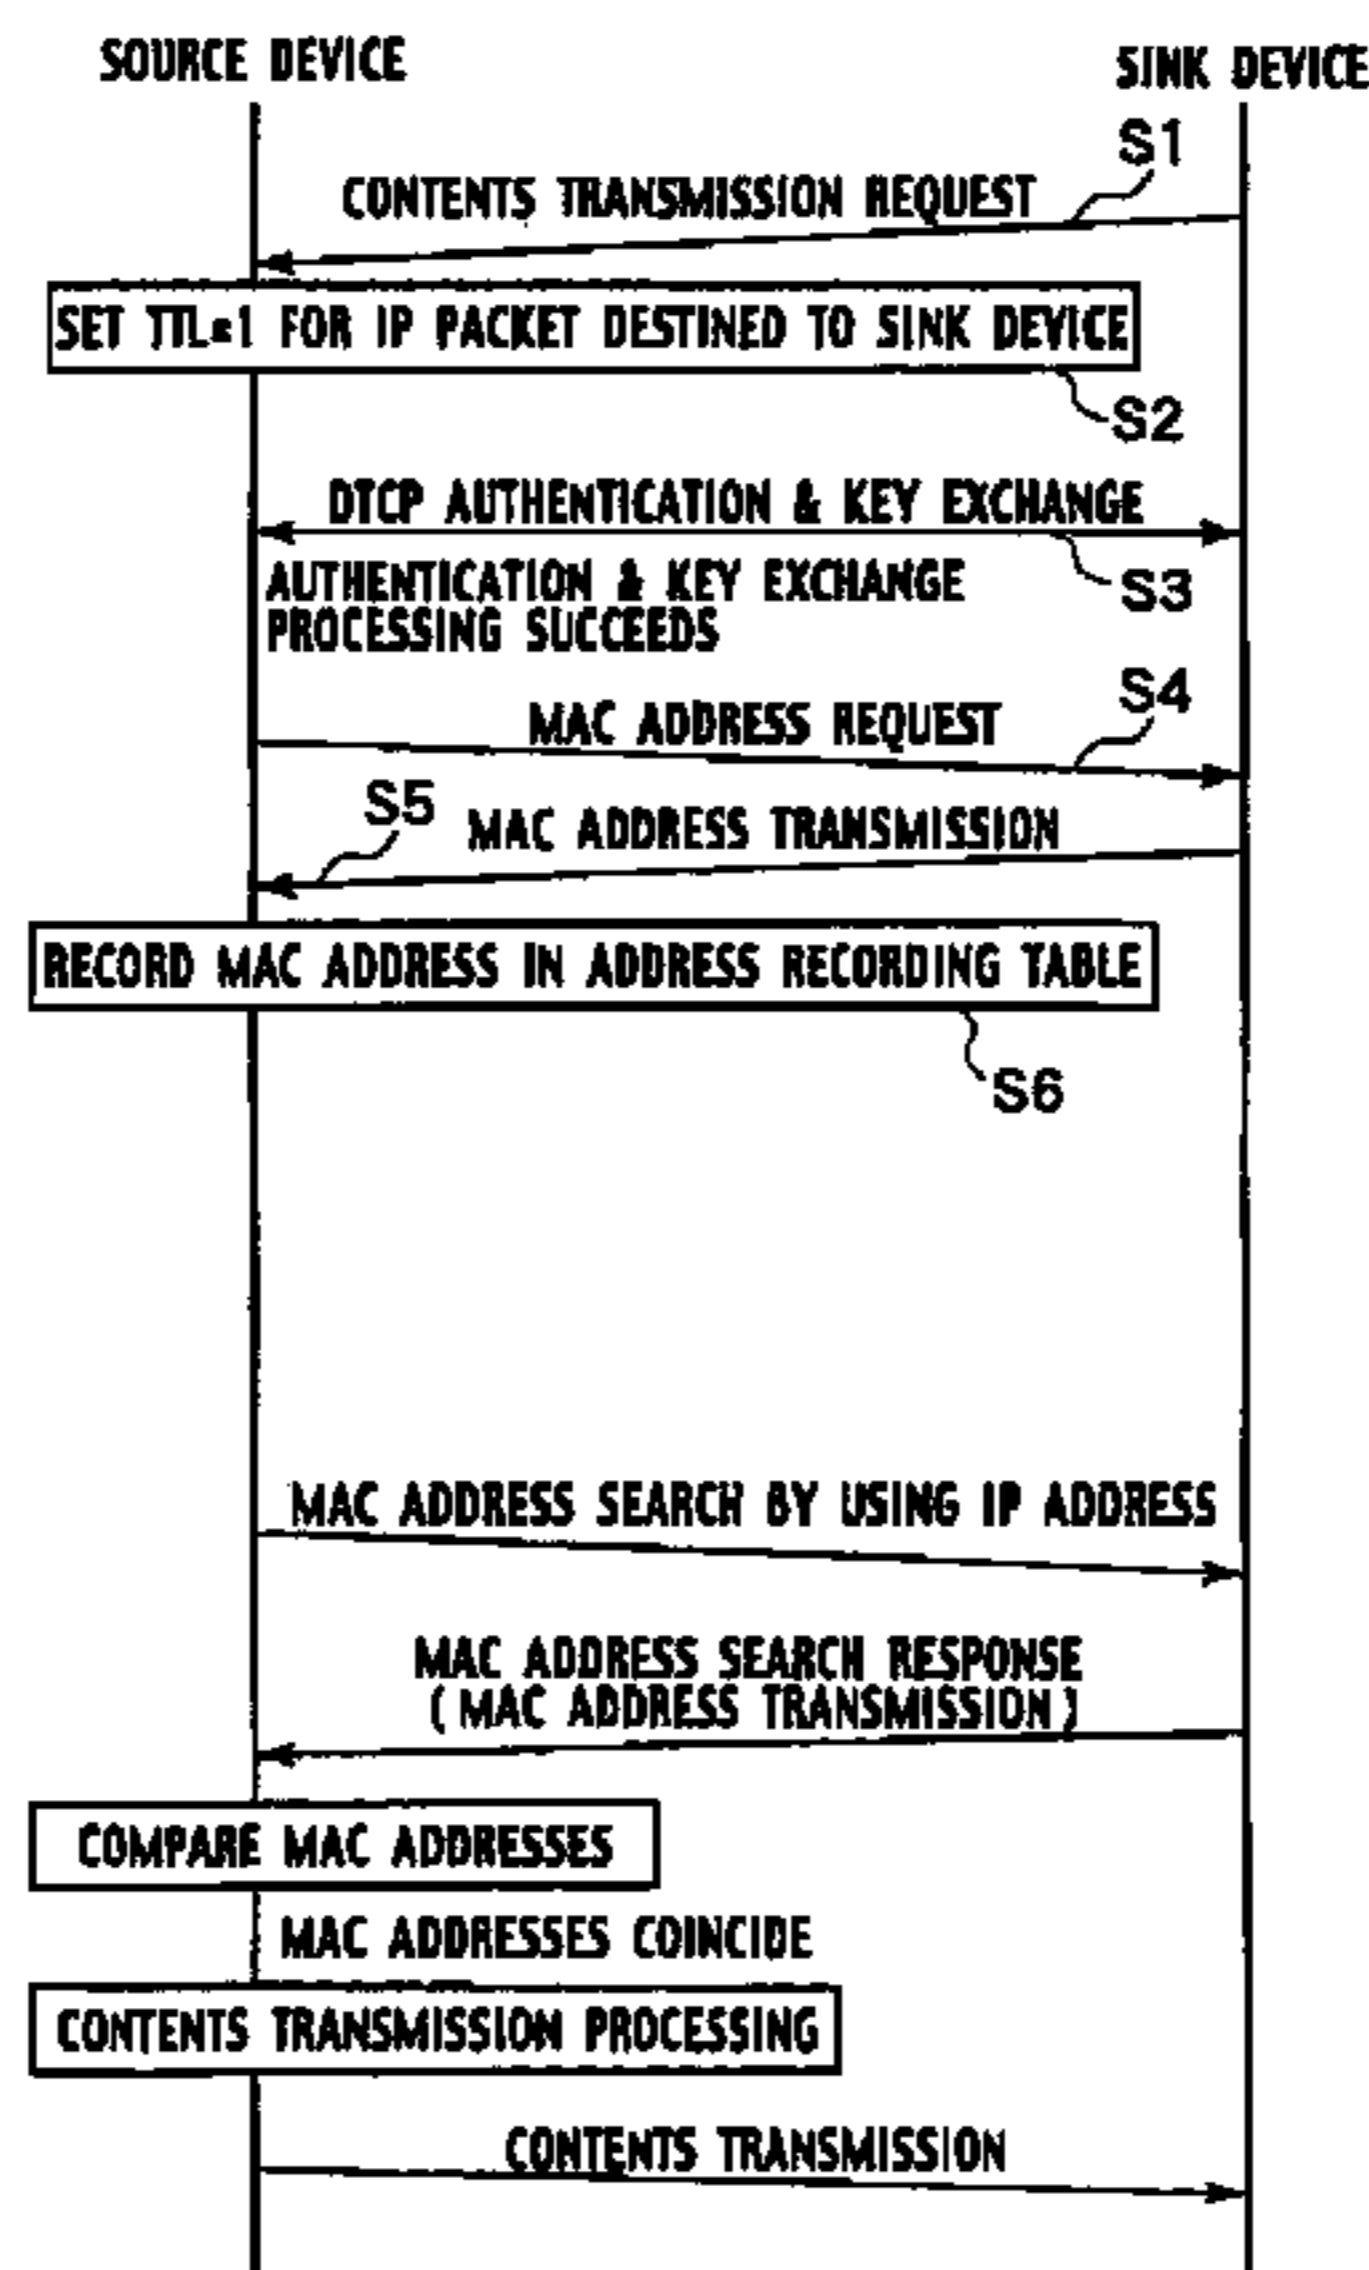 SOURCE DEVICE
SINK DEVICE
S1
CONTENTS TRANSMISSION REQUEST
SET TTL=1 FOR IP PACKET DESTINED TO SINK DEVICE
S2
DTCP AUTHENTICATION & KEY EXCHANGE
S3
AUTHENTICATION & KEY EXCHANGE
PROCESSING SUCCEEDS
S4
MAC ADDRESS REQUEST
S5
MAC ADDRESS TRANSMISSION
RECORD MAC ADDRESS IN ADDRESS RECORDING TABLE
S6
MAC ADDRESS SEARCH BY USING IP ADDRESS
MAC ADDRESS SEARCH RESPONSE
(MAC ADDRESS TRANSMISSION)
COMPARE MAC ADDRESSES
MAC ADDRESSES COINCIDE
CONTENTS TRANSMISSION PROCESSING
CONTENTS TRANSMISSION